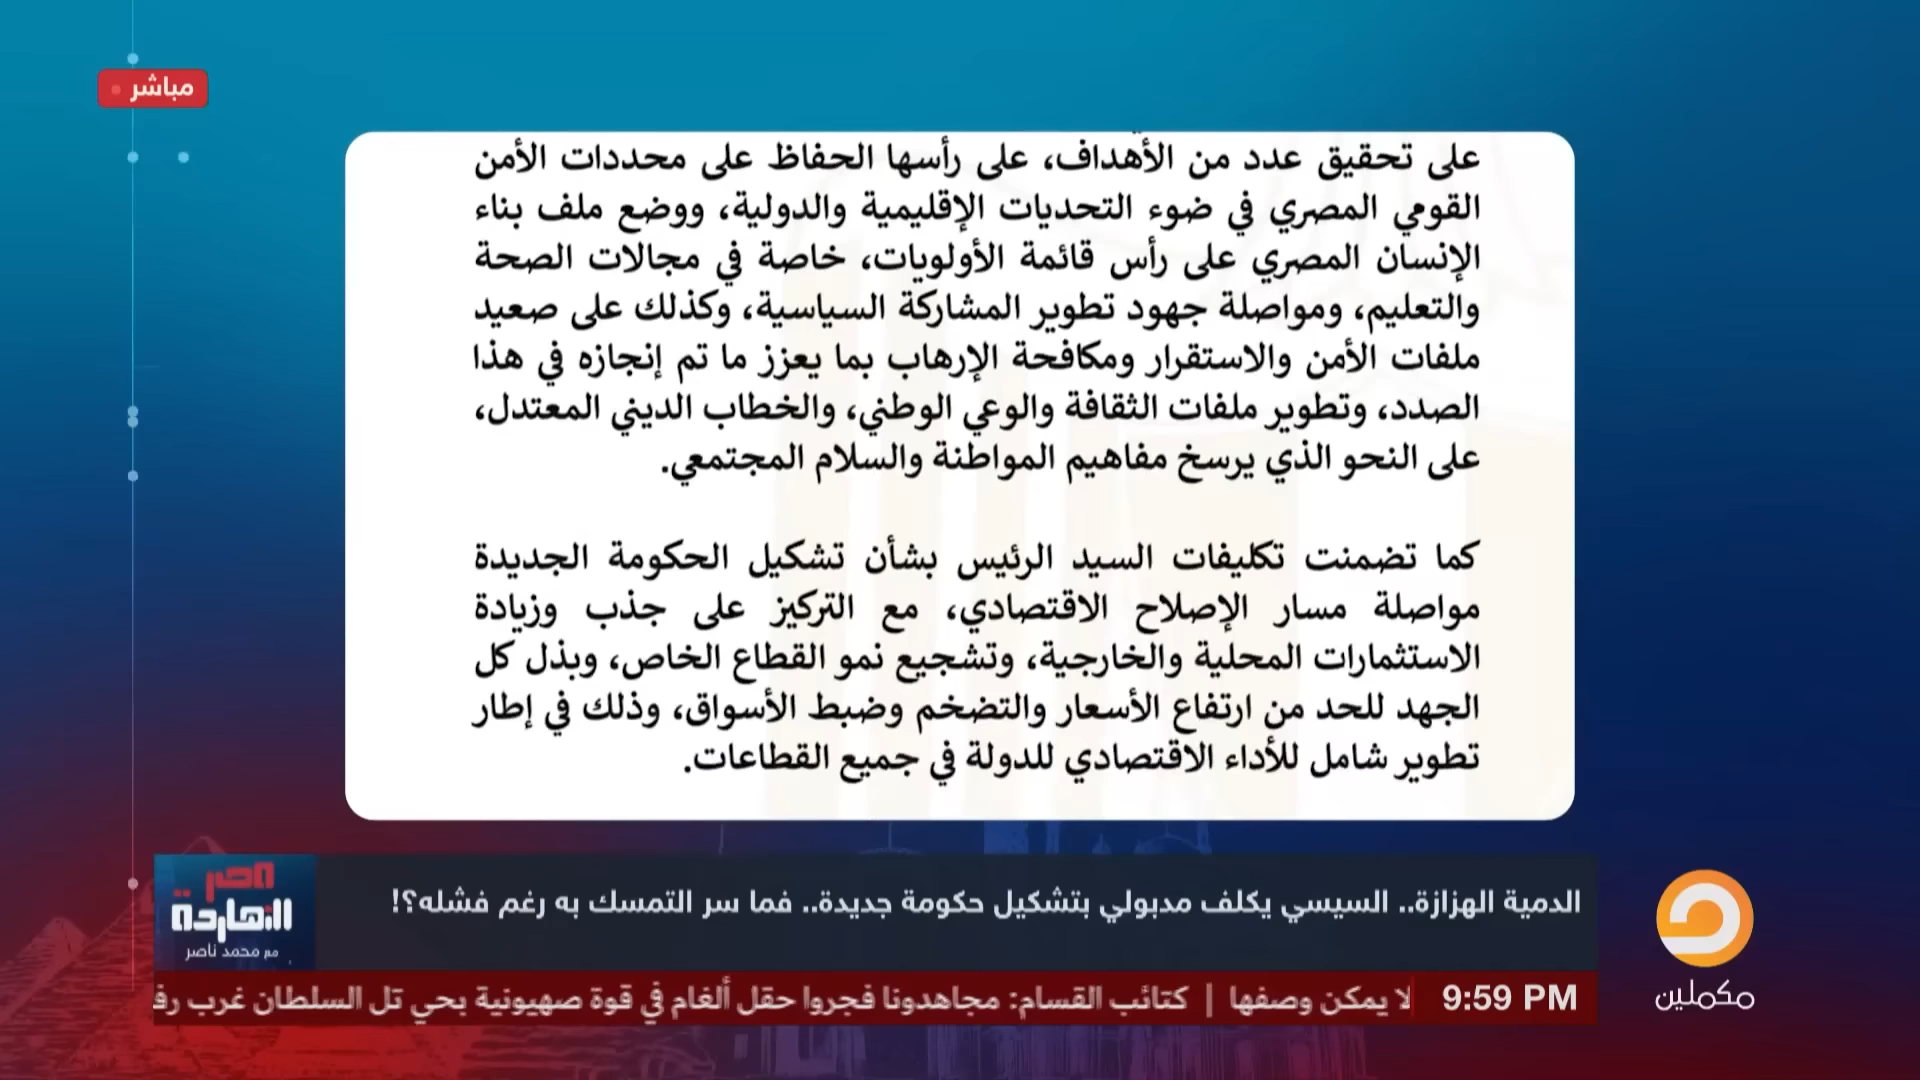 مباشر
على تحقيق عدد من الأهداف، على رأسها الحفاظ على محددات الأمن
القومي المصري في ضوء التحديات الإقليمية والدولية، ووضع ملف بناء
الإنسان المصري على رأس قائمة الأولويات، خاصة في مجالات الصحة
والتعليم، ومواصلة جهود تطوير المشاركة السياسية، وكذلك على صعيد
ملفات الأمن والاستقرار ومكافحة الإرهاب بما يعزز ما تم إنجازه في هذا
الصدد، وتطوير ملفات الثقافة والوعي الوطني، والخطاب الديني المعتدل،
على النحو الذي يرسخ مفاهيم المواطنة والسلام المجتمعي.
كما تضمنت تكليفات السيد الرئيس بشأن تشكيل الحكومة الجديدة
مواصلة مسار الإصلاح الاقتصادي، مع التركيز على جذب وزيادة
الاستثمارات المحلية والخارجية، وتشجيع نمو القطاع الخاص، وبذل كل
الجهد للحد من ارتفاع الأسعار والتضخم وضبط الأسواق، وذلك في إطار
تطوير شامل للأداء الاقتصادي للدولة في جميع القطاعات.
الدمية الهزازة.. السيسي يكلف مدبولي بتشكيل حكومة جديدة.. فما سر التمسك به رغم فشله؟!
مصر
النهاردة
مع محمد ناصر
9:59 PM
لا يمكن وصفها | كتائب القسام: مجاهدونا فجروا حقل ألغام في قوة صهيونية بحي تل السلطان غرب رف
مكملين